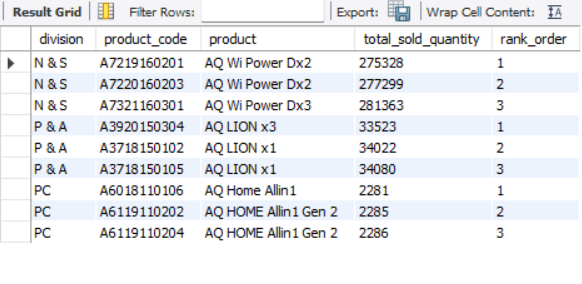 Result Grid Filter Rows: Export: Wrap Cell Content: IA
division product_code product total_sold_quantity rank_order
N & S A7219160201 AQ Wi Power Dx2 275328 1
N & S A7220160203 AQ Wi Power Dx2 277299 2
N & S A7321160301 AQ Wi Power Dx3 281363 3
P & A A3920150304 AQ LION x3 33523 1
P & A A3718150102 AQ LION x1 34022 2
P & A A3718150105 AQ LION x1 34080 3
PC A6018110106 AQ Home Allin1 2281 1
PC A6119110202 AQ HOME Allin1 Gen 2 2285 2
PC A6119110204 AQ HOME Allin1 Gen 2 2286 3